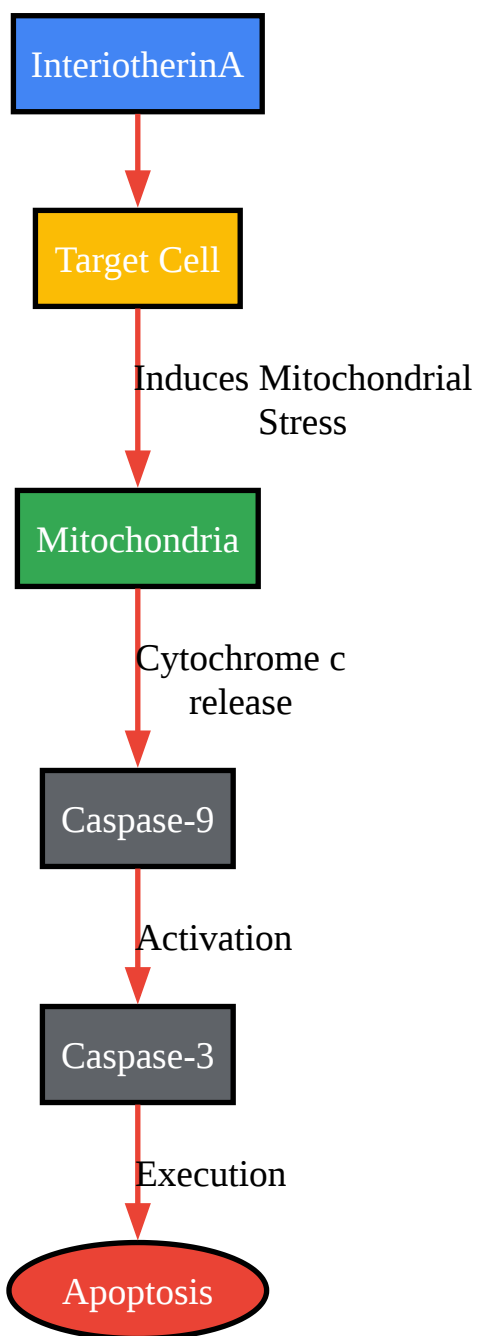 InteriotherinA
Target Cell
Induces Mitochondrial
Stress
Mitochondria
Cytochrome c
release
Caspase-9
Activation
Caspase-3
Execution
Apoptosis